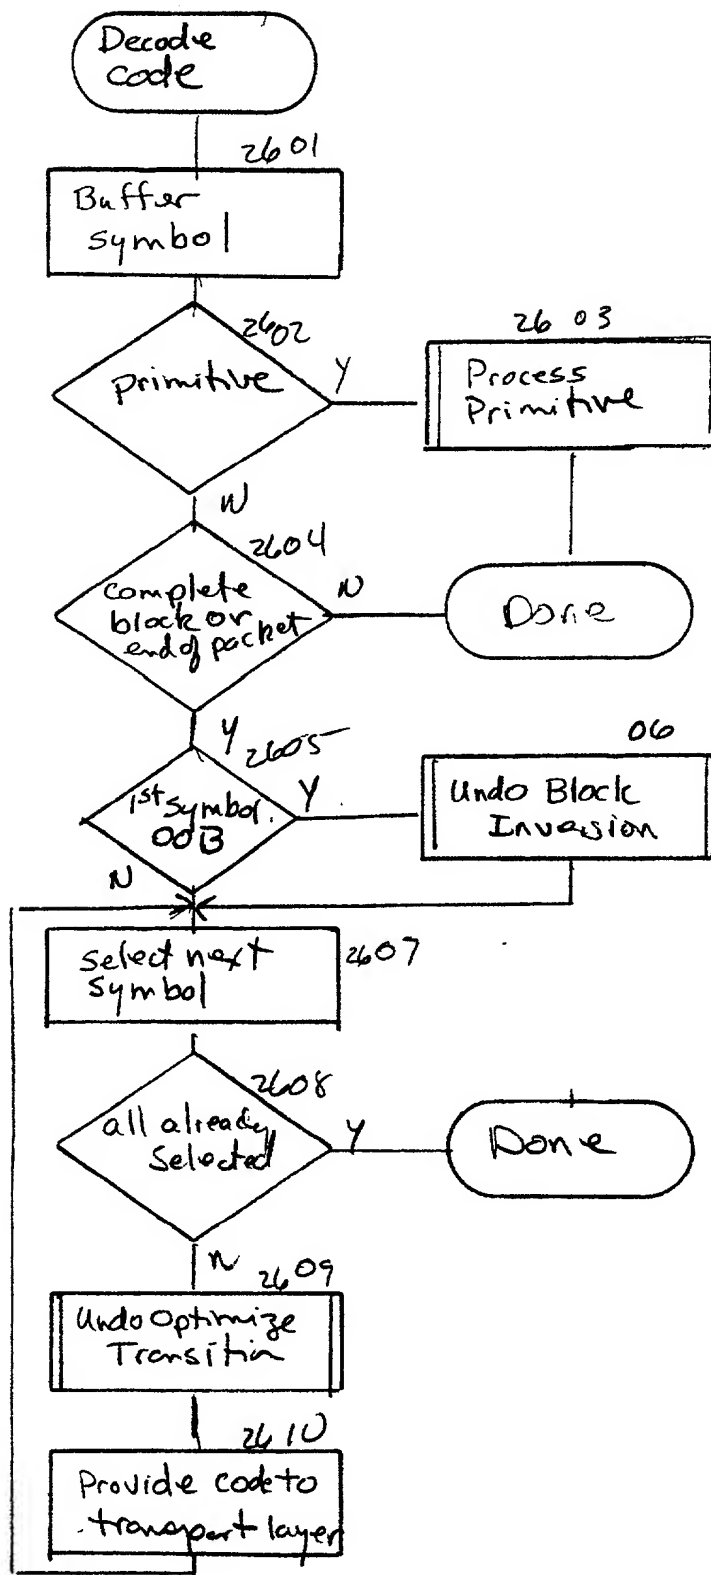 Decode
code
2601
Buffer
symbol
2602
primitive
Y
2603
Process
Primitive
N
2604
complete
block or
end of packet
N
Done
Y
2605
1st symbol
OOB
Y
06
Undo Block
Inversion
N
select next
symbol
2607
2608
all already
selected
Y
Done
N
2609
Undo Optimize
Transition
2610
Provide code to
transport layer